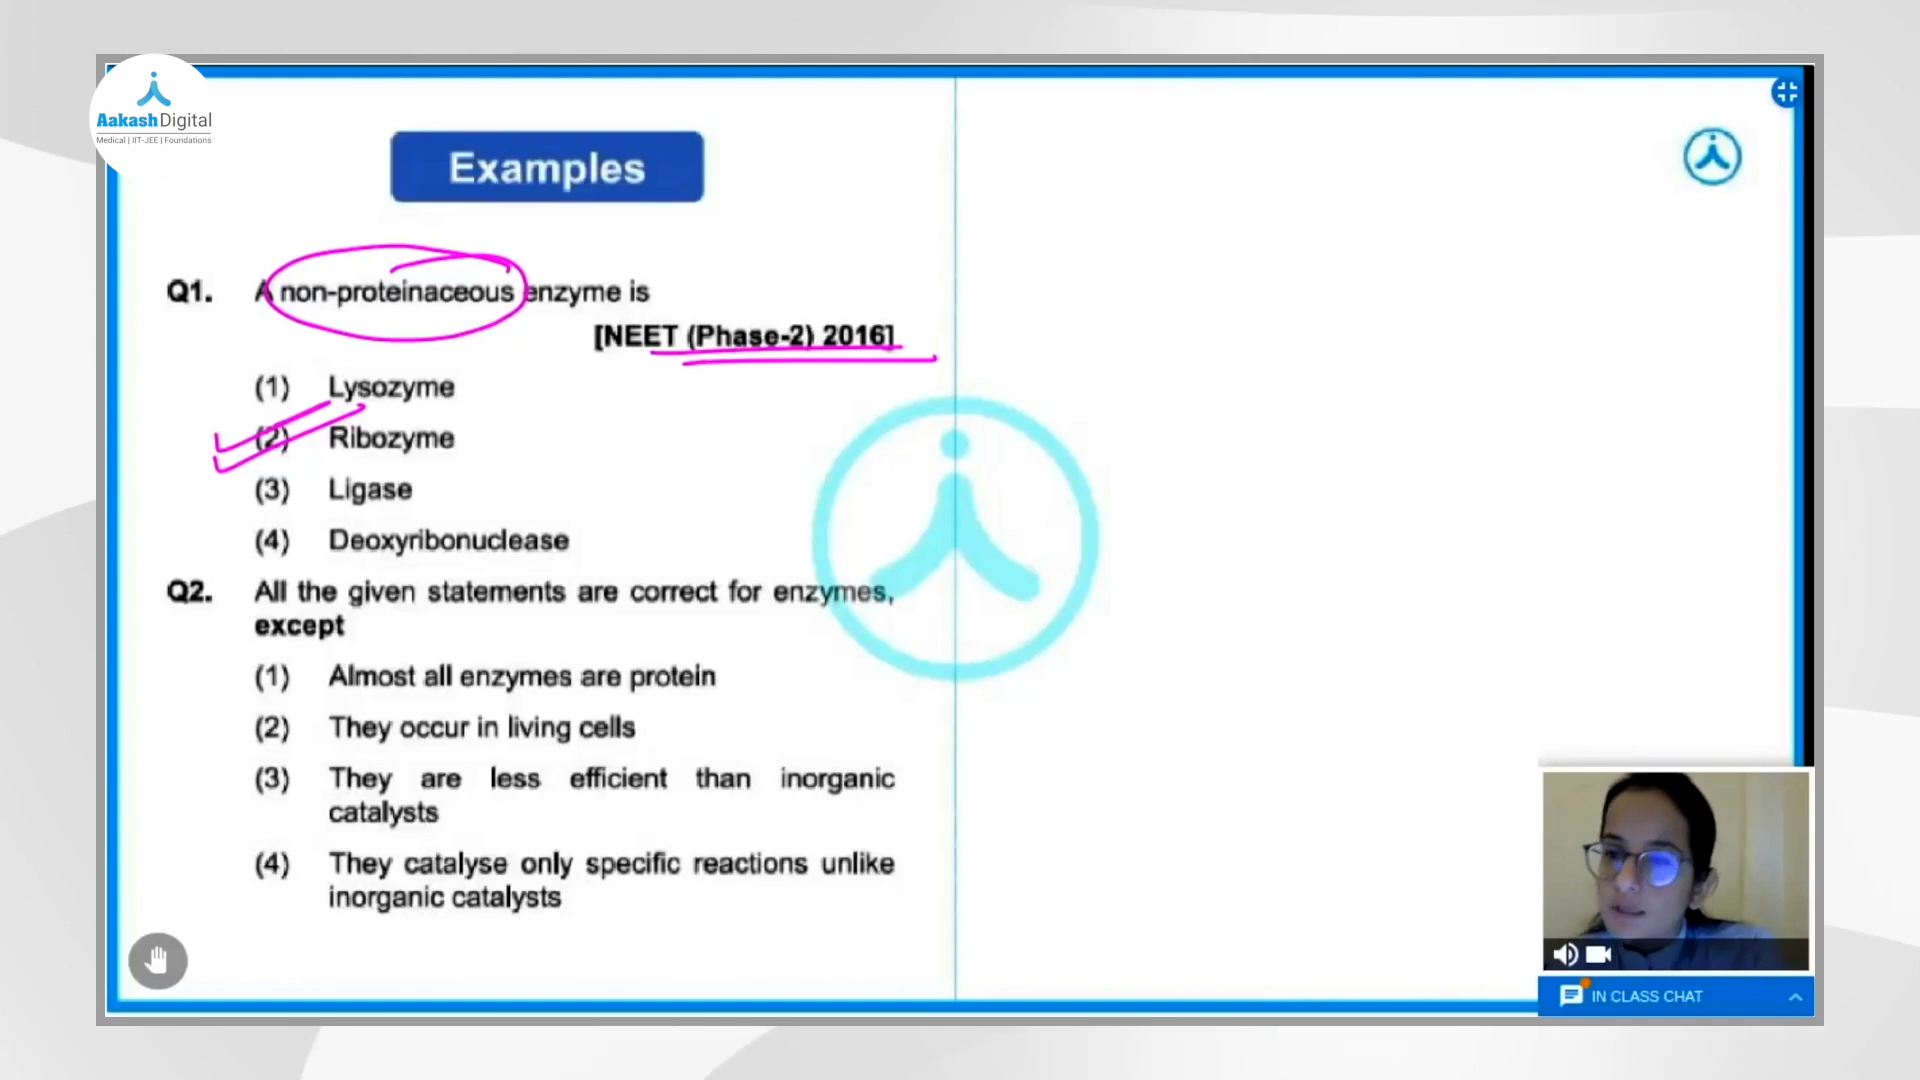 AakashDigital
Medical | IIT-JEE | Foundations
Examples
Q1. A non-proteinaceous enzyme is
[NEET (Phase-2) 2016]
(1) Lysozyme
(2) Ribozyme
(3) Ligase
(4) Deoxyribonuclease
Q2. All the given statements are correct for enzymes,
except
(1) Almost all enzymes are protein
(2) They occur in living cells
(3) They are less efficient than inorganic
catalysts
(4) They catalyse only specific reactions unlike
inorganic catalysts
IN CLASS CHAT